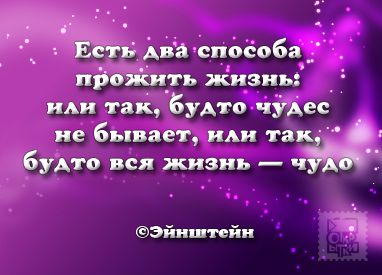 Есть два способа
прожить жизнь:
или так, будто чудес
не бывает, или так,
будто вся жизнь — чудо
©Эйнштейн